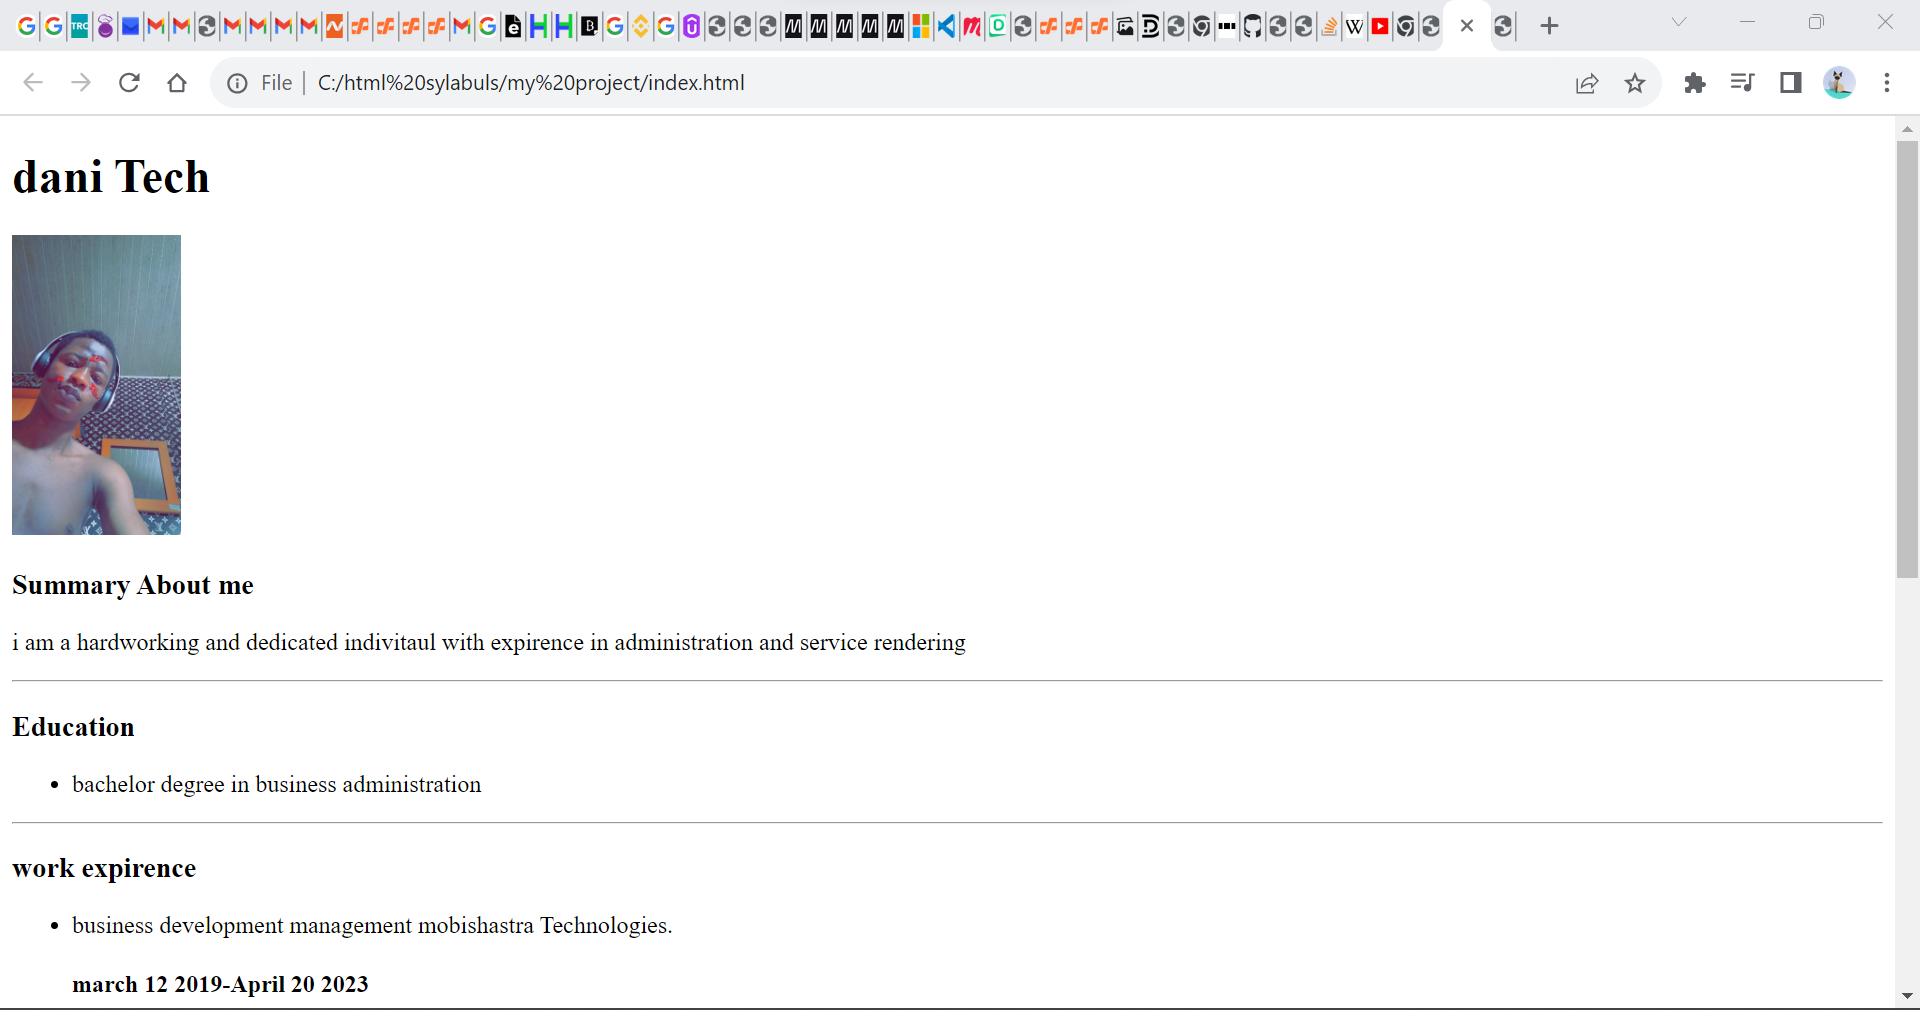 File
C:/html%20sylabuls/my%20project/index.html
dani Tech
Summary About me
i am a hardworking and dedicated indivitaul with expirence in administration and service rendering
Education
bachelor degree in business administration
work expirence
business development management mobishastra Technologies.
march 12 2019-April 20 2023